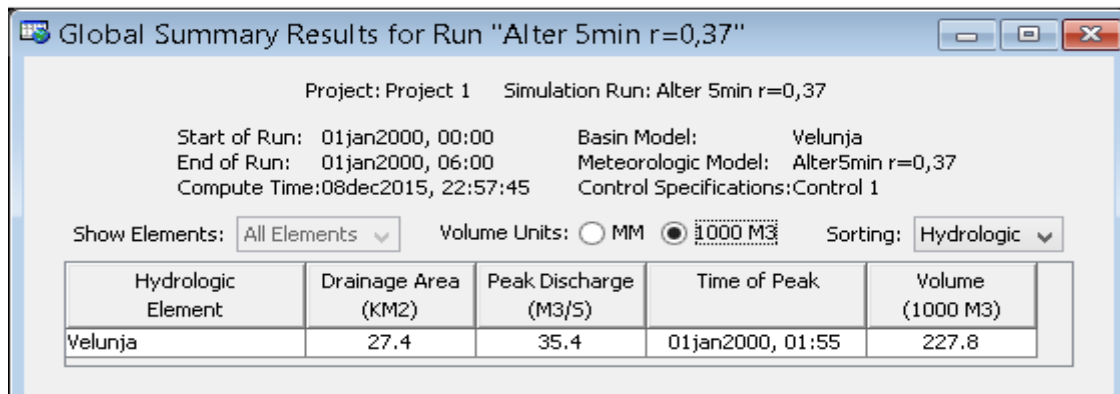 Global Summary Results for Run "Alter 5min r=0,37"
Project: Project 1 Simulation Run: Alter 5min r=0,37
Start of Run: 01jan2000, 00:00 Basin Model: Velunja
End of Run: 01jan2000, 06:00 Meteorologic Model: Alter5min r=0,37
Compute Time:08dec2015, 22:57:45 Control Specifications:Control 1
Show Elements: All Elements Volume Units: MM 1000 M3 Sorting: Hydrologic
Hydrologic Drainage Area Peak Discharge Time of Peak Volume
Element (KM2) (M3/S) (1000 M3)
Velunja 27.4 35.4 01jan2000, 01:55 227.8